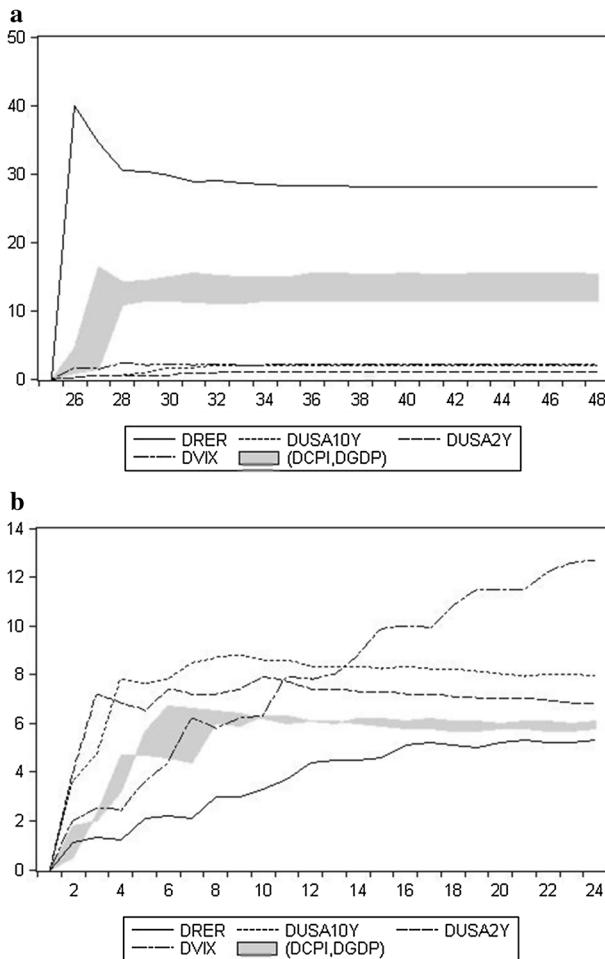 a
50
40
30
20
10
0
26 28 30 32 34 36 38 40 42 44 46 48
DRER DUSA10Y DUSA2Y
DVIX (DCPI,DGDP)
b
14
12
10
8
6
4
2
0
2 4 6 8 10 12 14 16 18 20 22 24
DRER DUSA10Y DUSA2Y
DVIX (DCPI,DGDP)